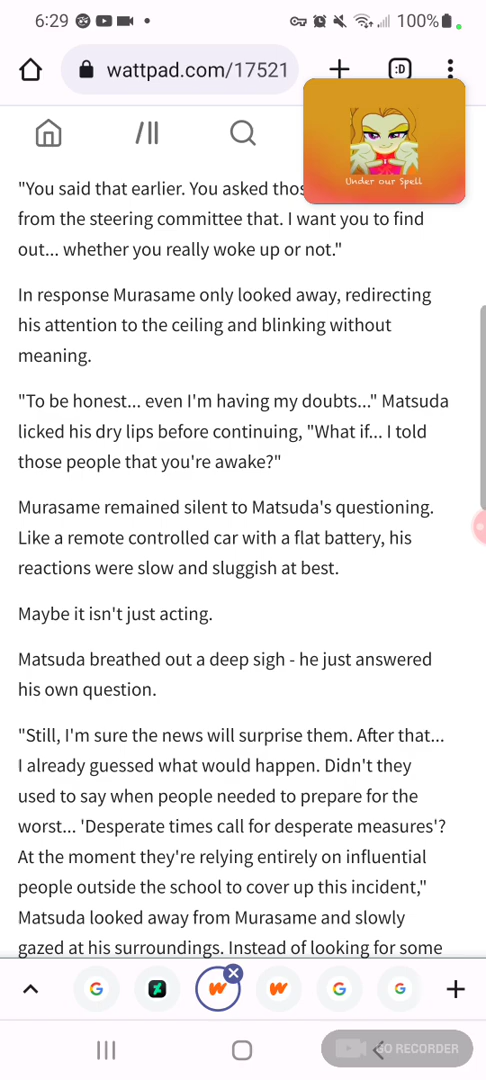 6:29
100%
wattpad.com/17521
:D
Under our Spell
"You said that earlier. You asked thos
from the steering committee that. I want you to find
out... whether you really woke up or not."
In response Murasame only looked away, redirecting
his attention to the ceiling and blinking without
meaning.
"To be honest... even I'm having my doubts..." Matsuda
licked his dry lips before continuing, "What if... I told
those people that you're awake?"
Murasame remained silent to Matsuda's questioning.
Like a remote controlled car with a flat battery, his
reactions were slow and sluggish at best.
Maybe it isn't just acting.
Matsuda breathed out a deep sigh - he just answered
his own question.
"Still, I'm sure the news will surprise them. After that...
I already guessed what would happen. Didn't they
used to say when people needed to prepare for the
worst... 'Desperate times call for desperate measures'?
At the moment they're relying entirely on influential
people outside the school to cover up this incident,"
Matsuda looked away from Murasame and slowly
gazed at his surroundings. Instead of looking for some
GO RECORDER